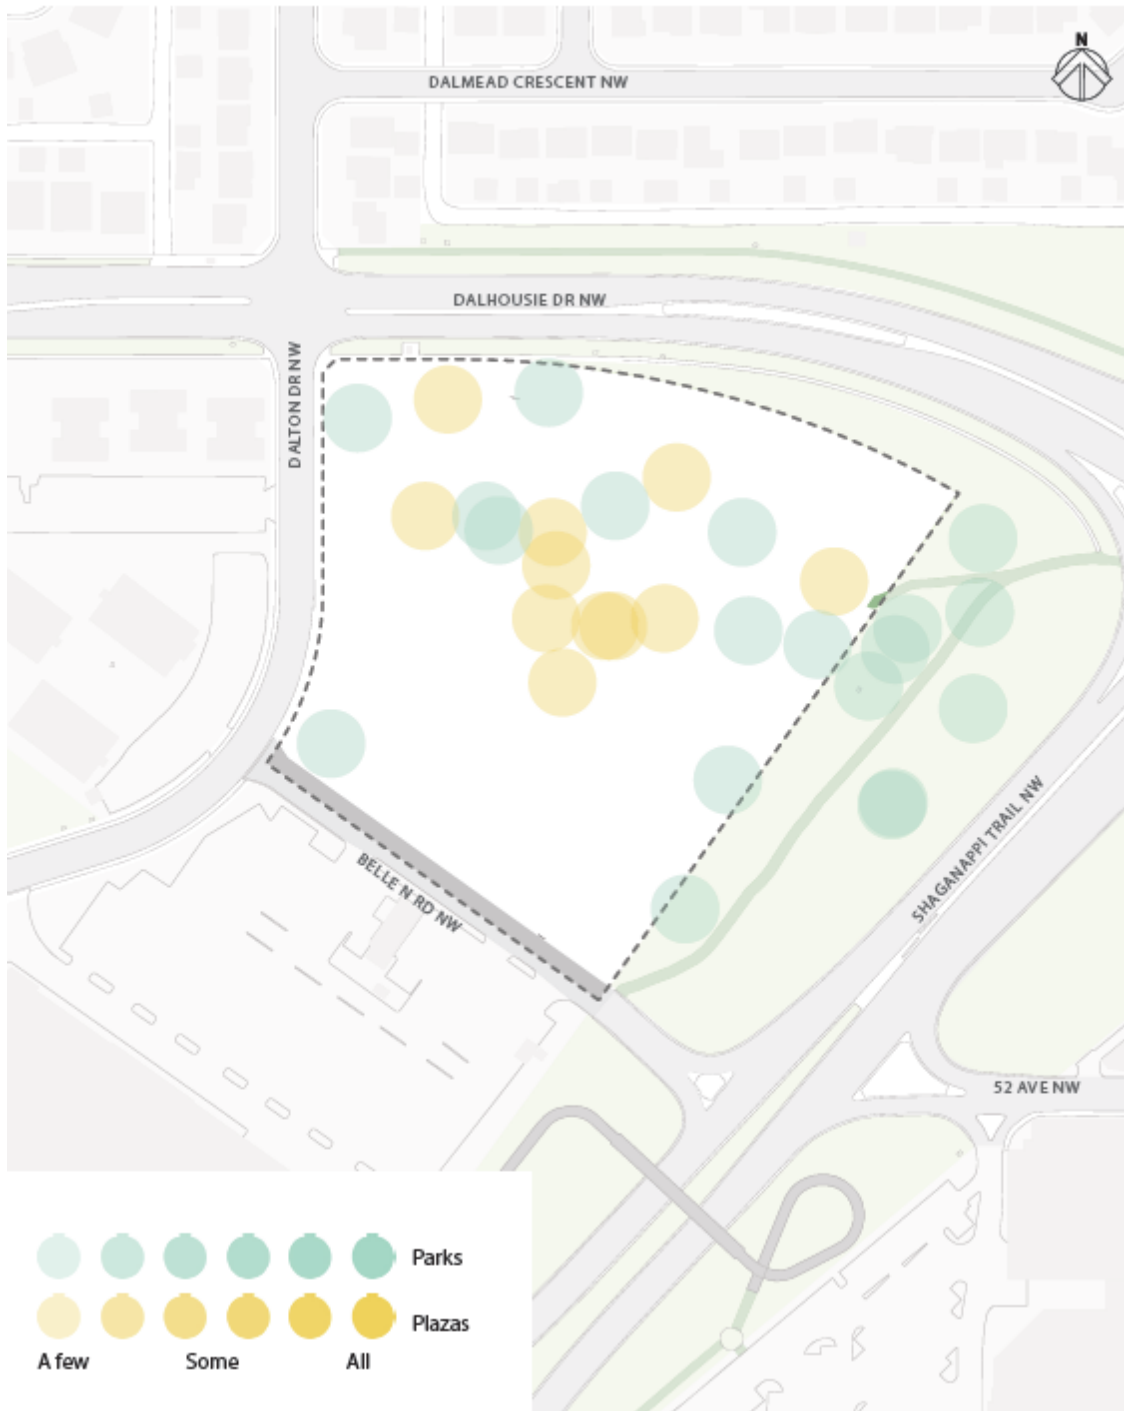 N
DALMEAD CRESCENT NW
DALHOUSIE DR NW
DALTON DR NW
BELLE N RD NW
SHAGANAPPI TRAIL NW
52 AVE NW
Parks
Plazas
A few Some All